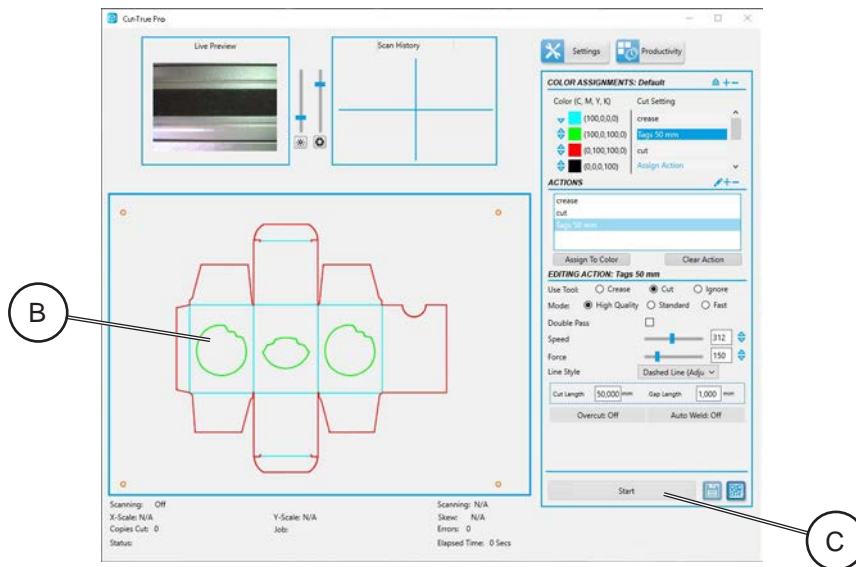 Cut-True Pro
Live Preview
Scan History
Settings
Productivity
COLOR ASSIGNMENTS: Default
Color (C, M, Y, K) Cut Setting
(100,0,0,0) crease
(100,0,100,0) Tags 50 mm
(0,100,100,0) cut
(0,0,0,100) Assign Action
ACTIONS
crease
cut
Tags 50 mm
Assign To Color Clear Action
EDITING ACTION: Tags 50 mm
Use Tool: Crease Cut Ignore
Mode: High Quality Standard Fast
Double Pass
Speed 312
Force 150
Line Style Dashed Line (Adju
Cut Length 50,000 mm Gap Length 1,000 mm
Overcut: Off Auto Weld: Off
Start
B
C
Scanning: Off Scanning: N/A
X-Scale: N/A Y-Scale: N/A Skew: N/A
Copies Cut: 0 Job: Errors: 0
Status: Elapsed Time: 0 Secs